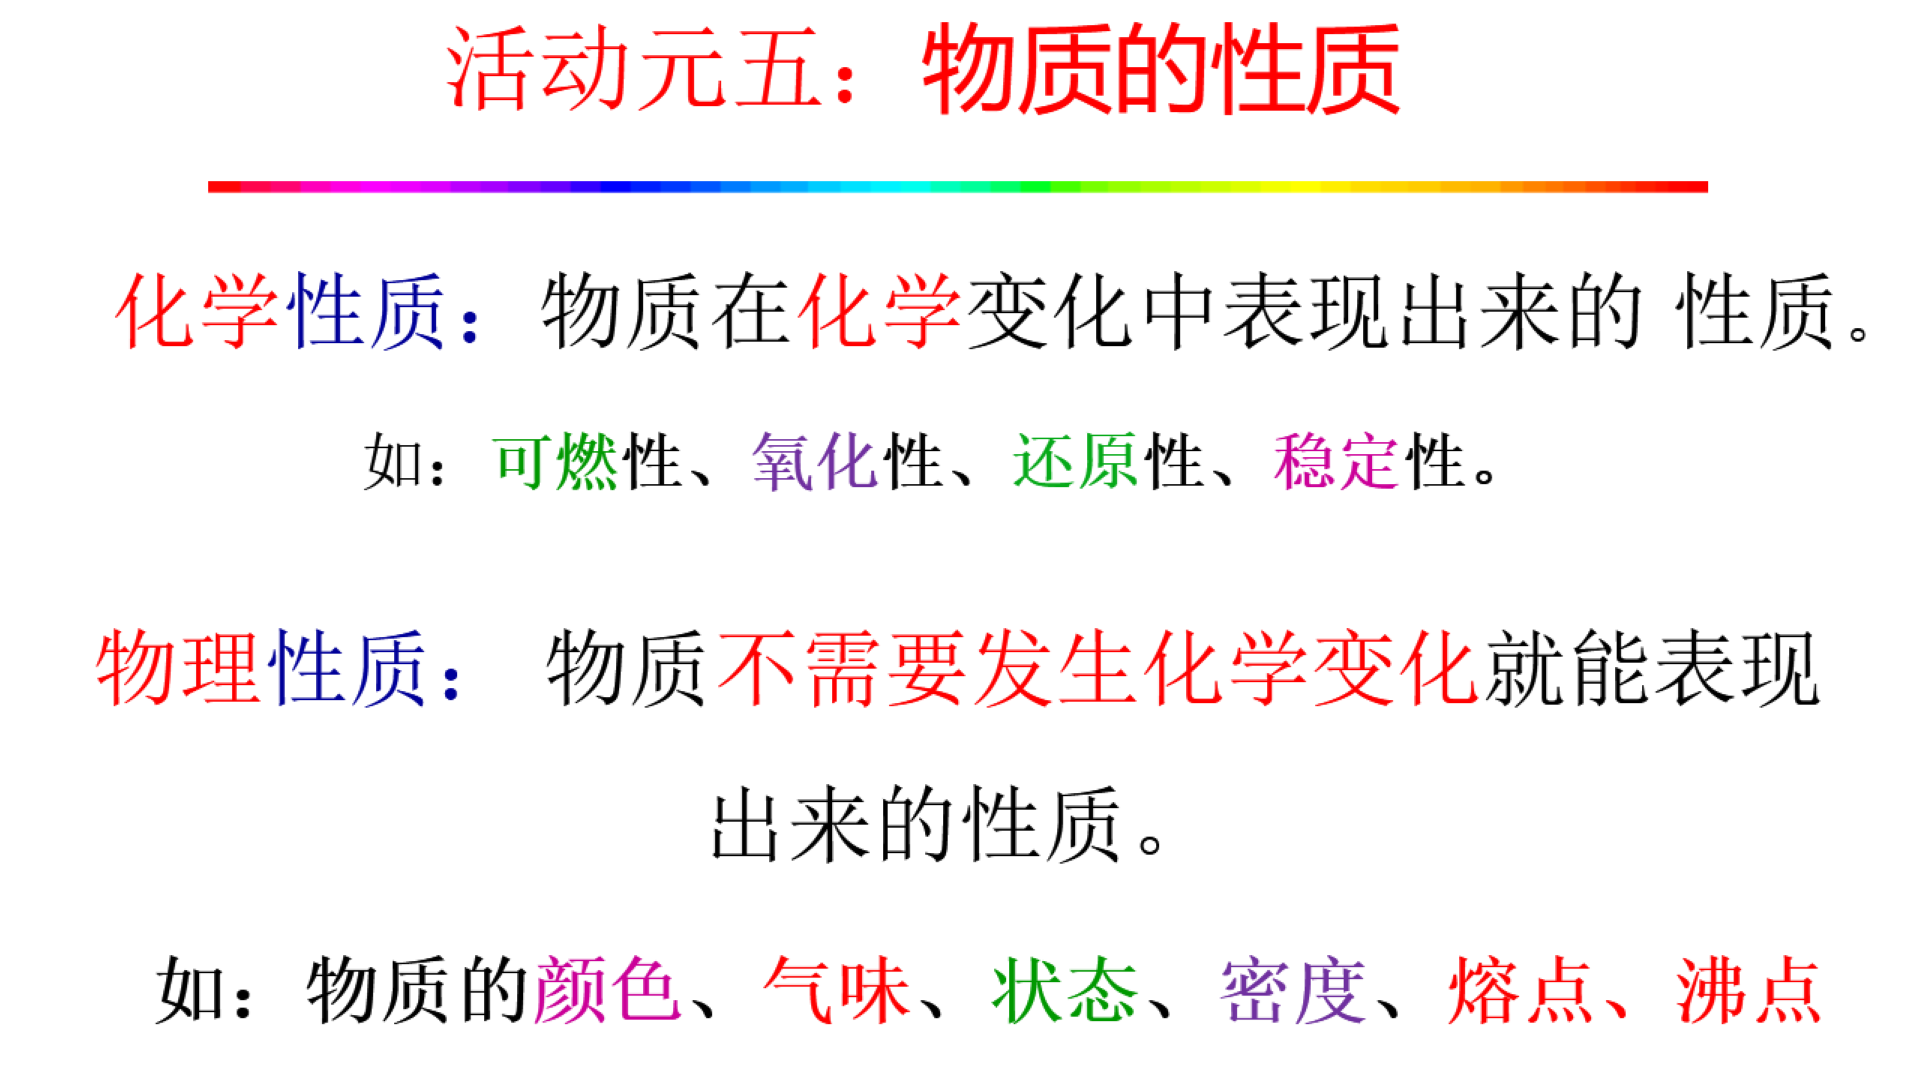 活动元五：物质的性质
化学性质：物质在化学变化中表现出来的 性质。
如：可燃性、氧化性、还原性、稳定性。
物理性质： 物质不需要发生化学变化就能表现
出来的性质。
如：物质的颜色、气味、状态、密度、熔点、沸点